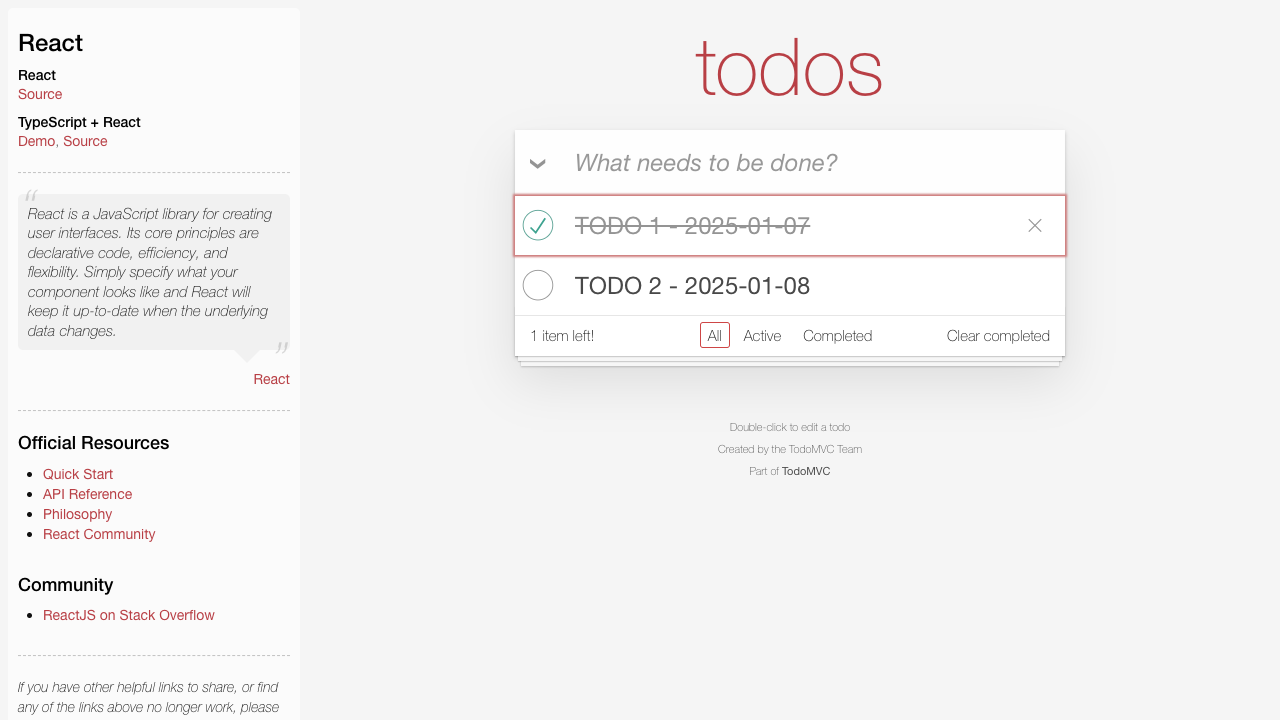 React
React
Source
TypeScript + React
Demo, Source
“
React is a JavaScript library for creating
user interfaces. Its core principles are
declarative code, efficiency, and
flexibility. Simply specify what your
component looks like and React will
keep it up-to-date when the underlying
data changes.
”
React
Official Resources
Quick Start
API Reference
Philosophy
React Community
Community
ReactJS on Stack Overflow
If you have other helpful links to share, or find
any of the links above no longer work, please
todos
What needs to be done?
TODO 1 - 2025-01-07
TODO 2 - 2025-01-08
1 item left!
All
Active
Completed
Clear completed
Double-click to edit a todo
Created by the TodoMVC Team
Part of TodoMVC